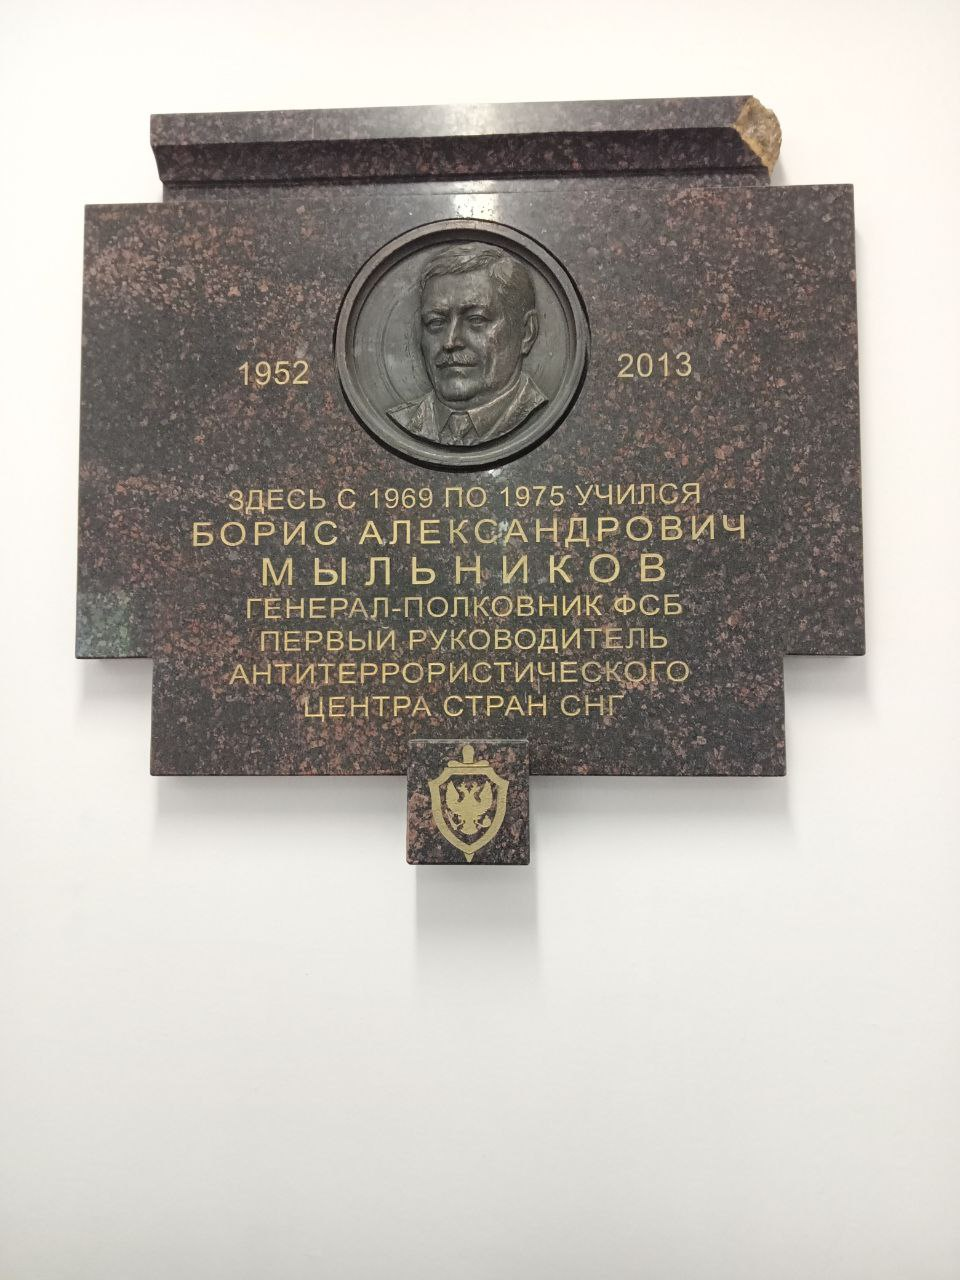 1952
2013
ЗДЕСЬ С 1969 ПО 1975 УЧИЛСЯ
БОРИС АЛЕКСАНДРОВИЧ
МЫЛЬНИКОВ
ГЕНЕРАЛ-ПОЛКОВНИК ФСБ
ПЕРВЫЙ РУКОВОДИТЕЛЬ
АНТИТЕРРОРИСТИЧЕСКОГО
ЦЕНТРА СТРАН СНГ